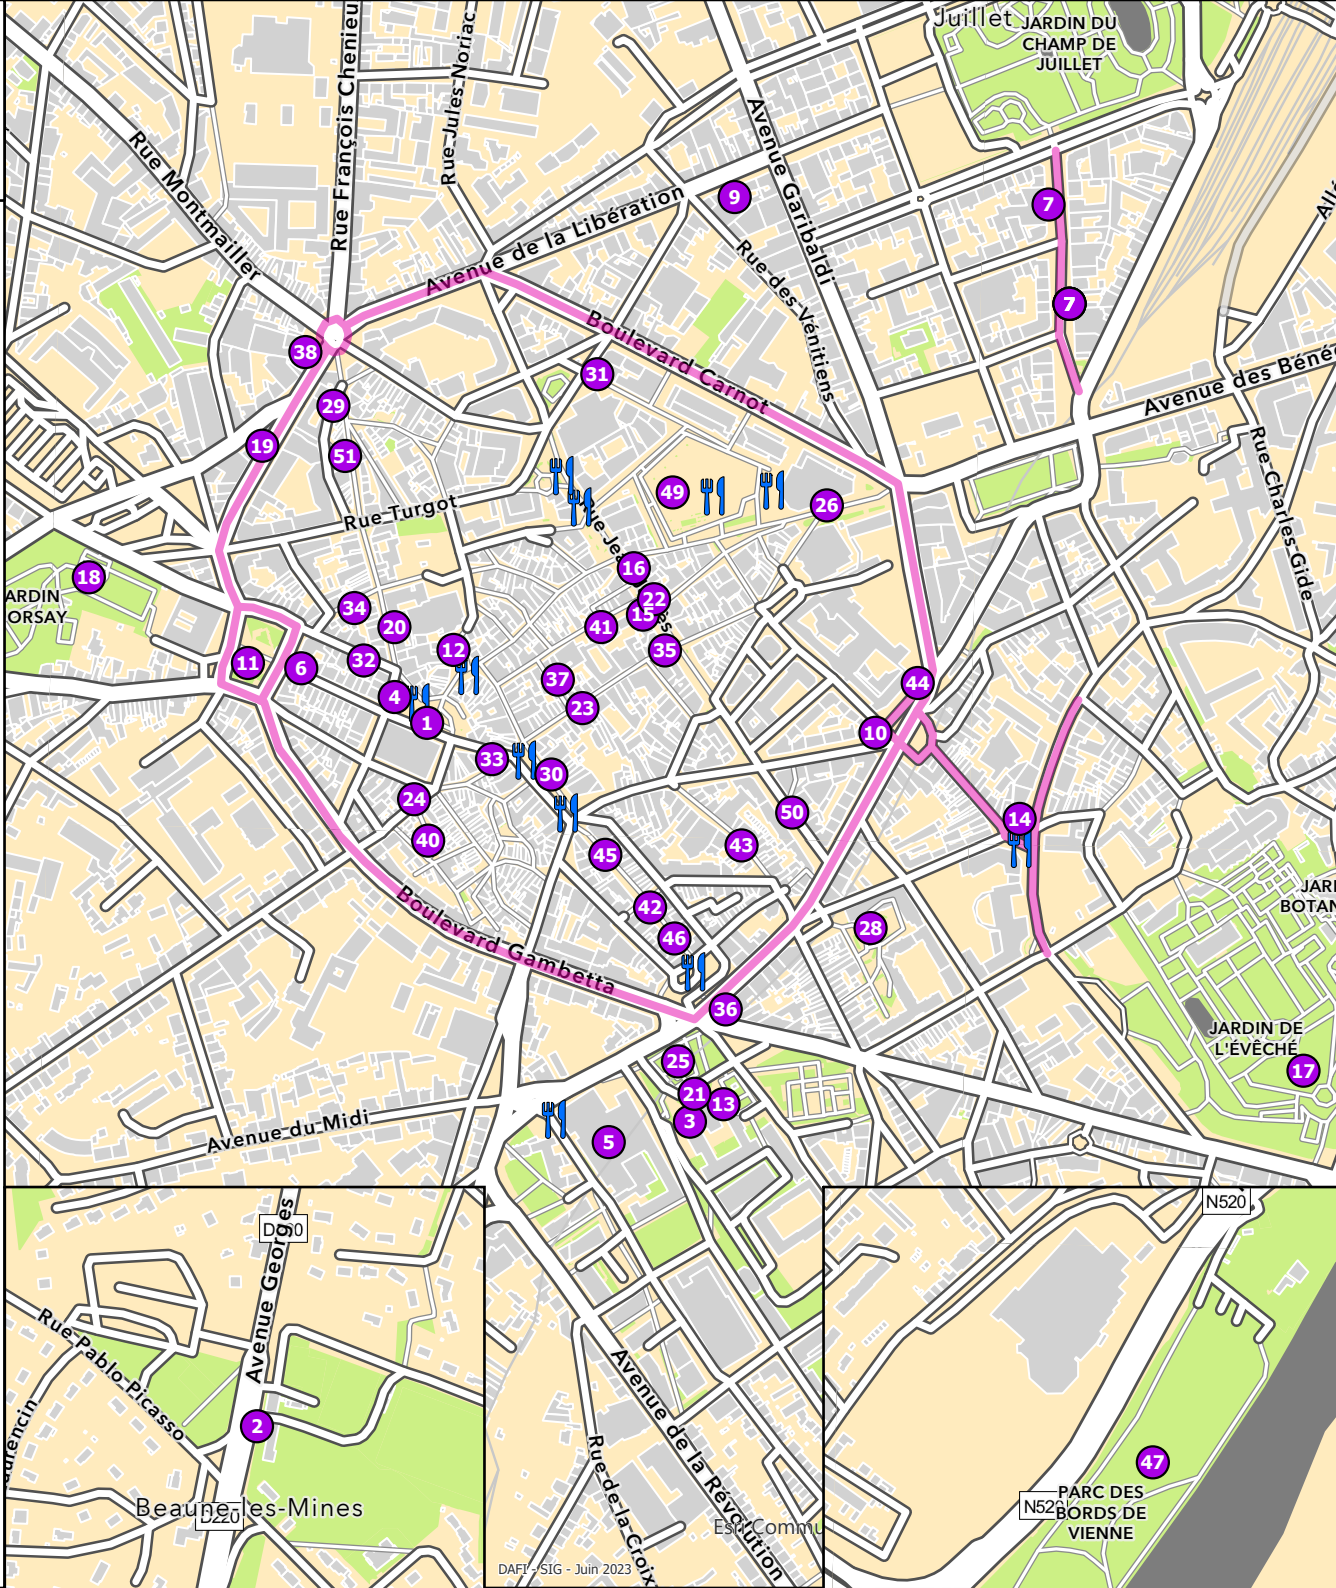 Juillet
JARDIN DU
CHAMP DE
JUILLET
Rue François Chenieu
Rue Jules-Noriac
Rue Montmailler
Avenue de la Libération
Avenue Garibaldi
Rue des Vénitiens
9
7
7
Boulevard Carnot
38
31
29
19
51
Avenue des Béné
Rue Charles-Gide
Rue Turgot
49
26
16
22
15
41
35
18
ARDIN
ORSAY
34
20
12
32
11
6
4
1
37
23
44
10
33
30
24
40
50
14
43
45
42
46
28
JARD
BOTAN
Boulevard Gambetta
36
25
21
13
3
5
JARDIN DE
L'ÉVÊCHÉ
17
Avenue du Midi
Avenue Georges
Rue-Pablo-Picasso
2
Beaune-les-Mines
D220
Avenue de la Révolution
Rue de la Croix
Esri Commu
DAFI - SIG - Juin 2023
N520
47
N520
PARC DES
BORDS DE
VIENNE